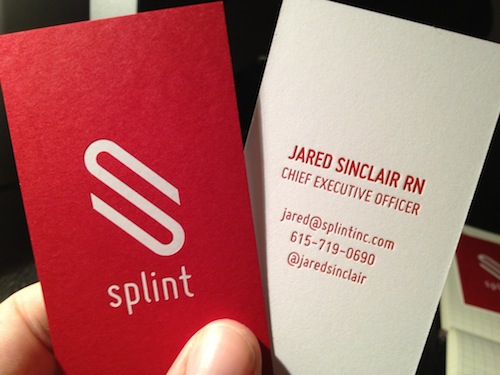 splint
JARED SINCLAIR RN
CHIEF EXECUTIVE OFFICER
jared@splintinc.com
615-719-0690
@jaredsinclair